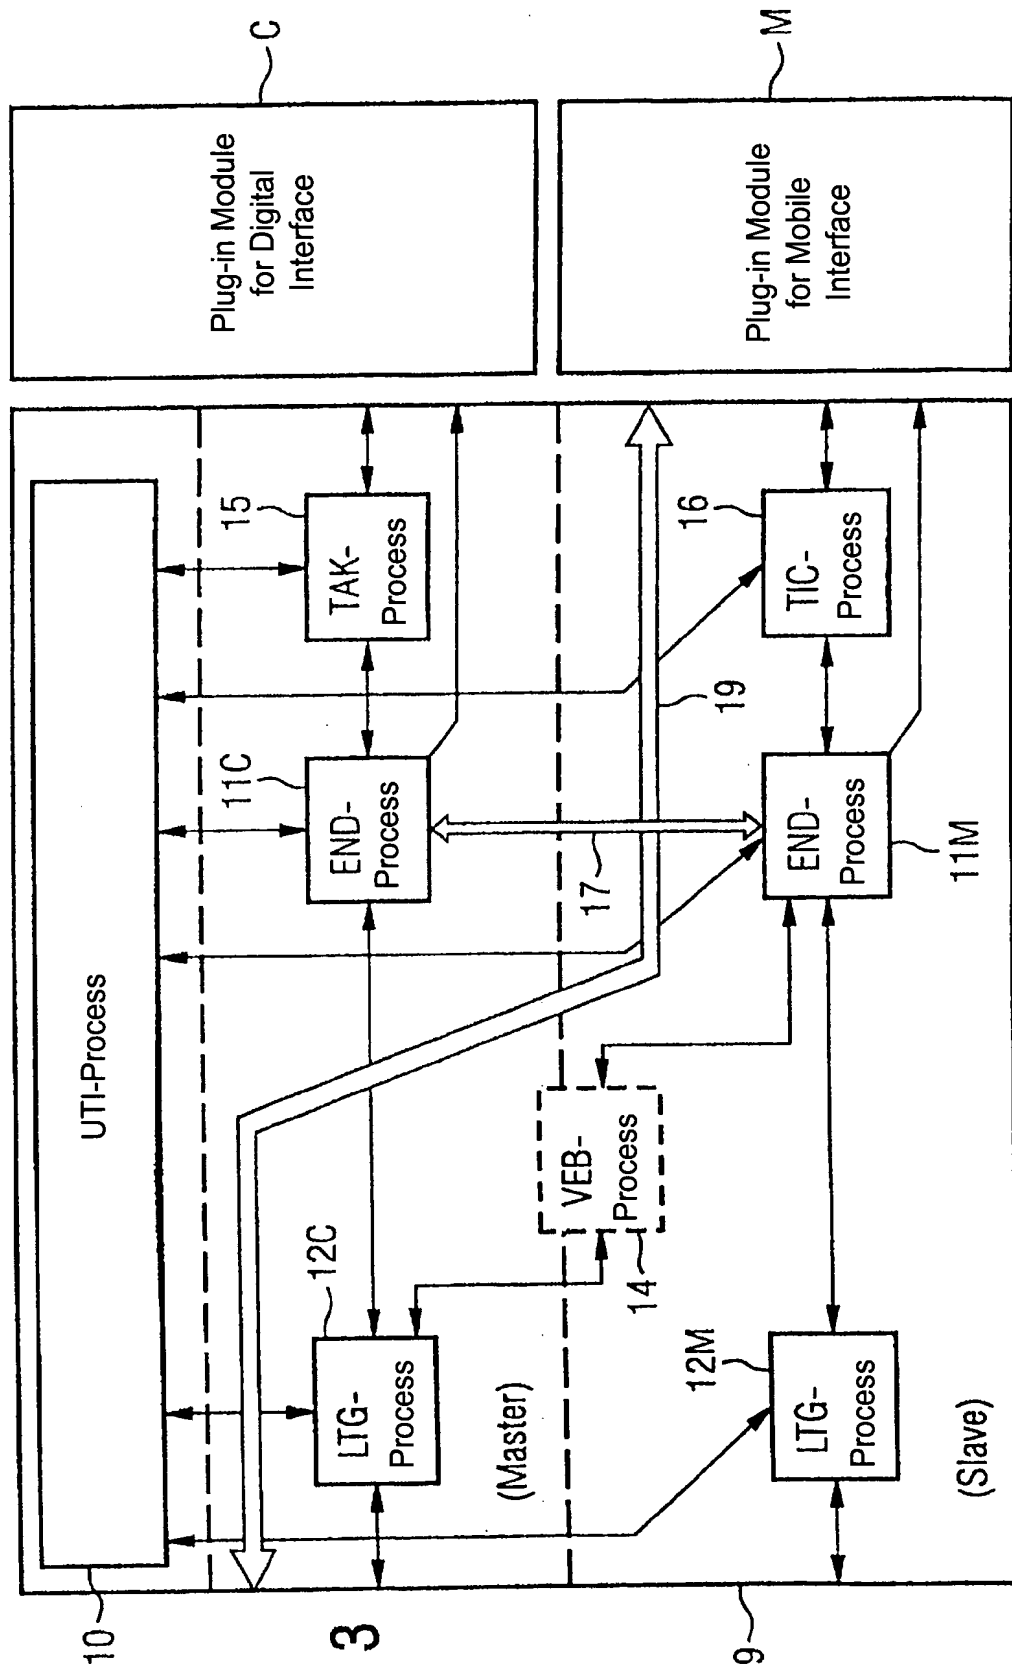 UTI-Process
10
Plug-in Module
for Digital
Interface
C
15
TAK-
Process
11C
END-
Process
12C
LTG-
Process
3
(Master)
17
19
VEB-
Process
14
Plug-in Module
for Mobile
Interface
M
16
TIC-
Process
END-
Process
11M
12M
LTG-
Process
(Slave)
9